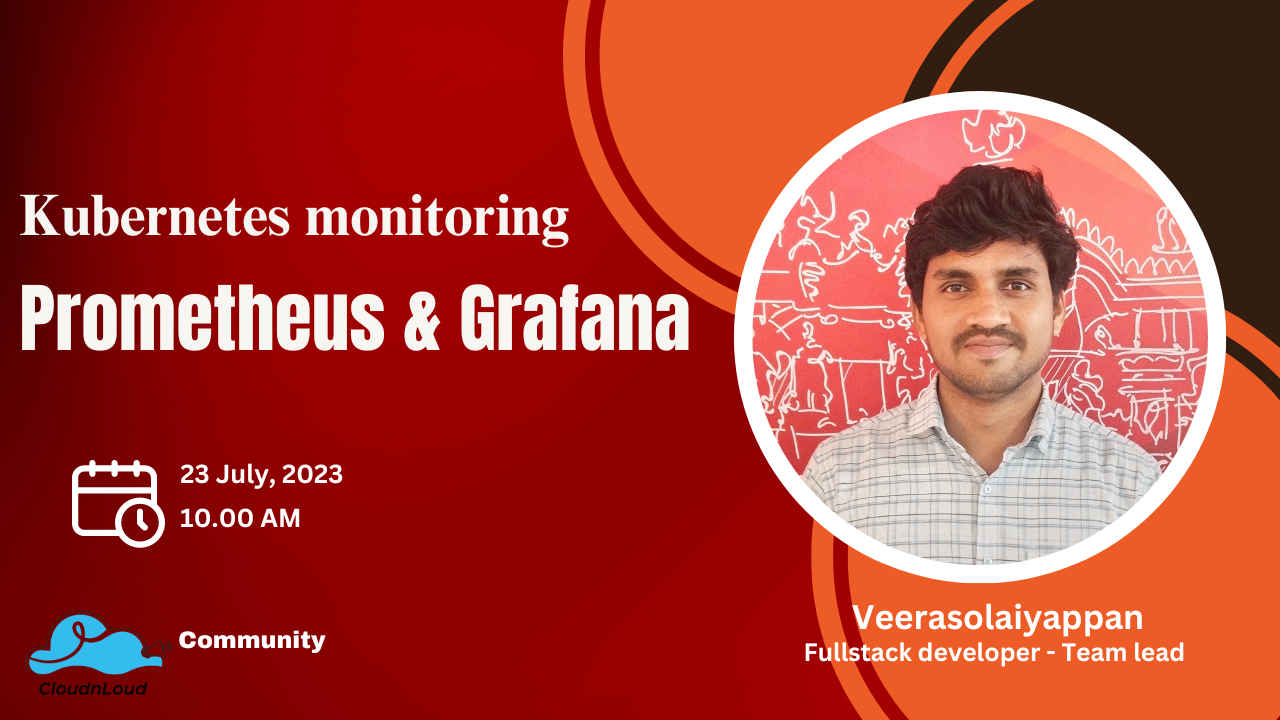 Kubernetes monitoring
Prometheus & Grafana
23 July, 2023
10.00 AM
CloudnLoud
Community
Veerasolaiyappan
Fullstack developer - Team lead